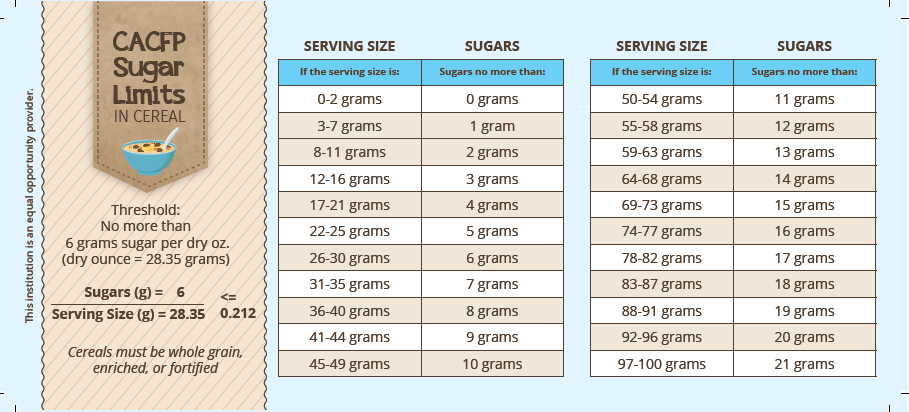 This institution is an equal opportunity provider.
CACFP
Sugar
Limits
IN CEREAL
Threshold:
No more than
6 grams sugar per dry oz.
(dry ounce = 28.35 grams)
Sugars (g) = 6
Serving Size (g) = 28.35
<=
0.212
Cereals must be whole grain,
enriched, or fortified
SERVING SIZE SUGARS
If the serving size is: Sugars no more than:
0-2 grams 0 grams
3-7 grams 1 gram
8-11 grams 2 grams
12-16 grams 3 grams
17-21 grams 4 grams
22-25 grams 5 grams
26-30 grams 6 grams
31-35 grams 7 grams
36-40 grams 8 grams
41-44 grams 9 grams
45-49 grams 10 grams
SERVING SIZE SUGARS
If the serving size is: Sugars no more than:
50-54 grams 11 grams
55-58 grams 12 grams
59-63 grams 13 grams
64-68 grams 14 grams
69-73 grams 15 grams
74-77 grams 16 grams
78-82 grams 17 grams
83-87 grams 18 grams
88-91 grams 19 grams
92-96 grams 20 grams
97-100 grams 21 grams